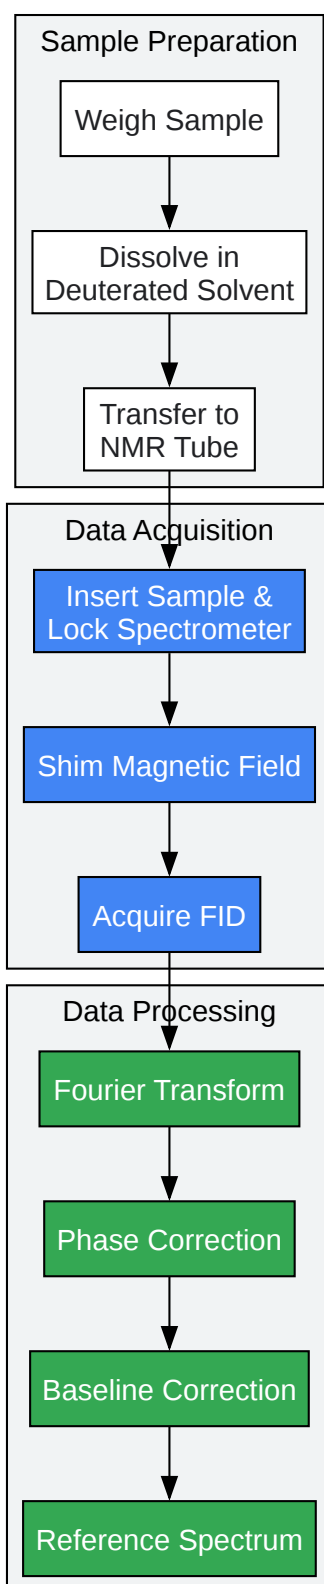 Sample Preparation
Weigh Sample
Dissolve in
Deuterated Solvent
Transfer to
NMR Tube
Data Acquisition
Insert Sample &
Lock Spectrometer
Shim Magnetic Field
Acquire FID
Data Processing
Fourier Transform
Phase Correction
Baseline Correction
Reference Spectrum